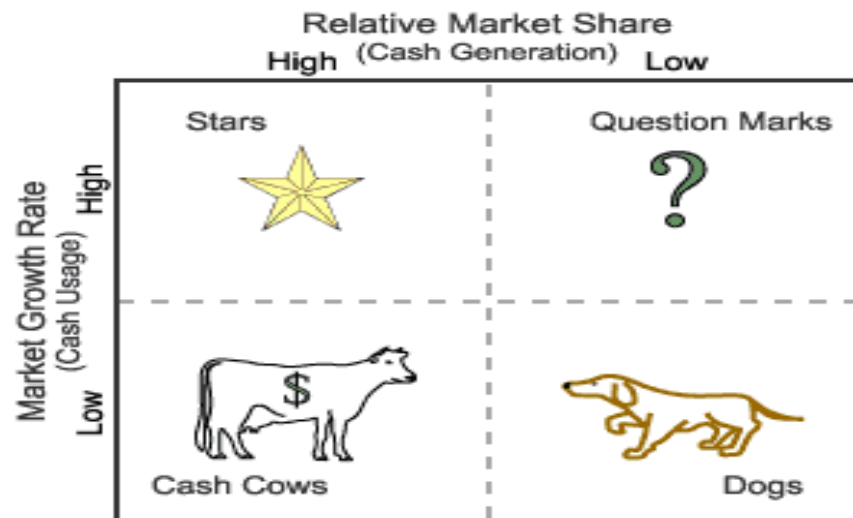 Relative Market Share
(Cash Generation)
High Low
Stars Question Marks
?
Market Growth Rate
(Cash Usage)
High
Low
$
Cash Cows Dogs